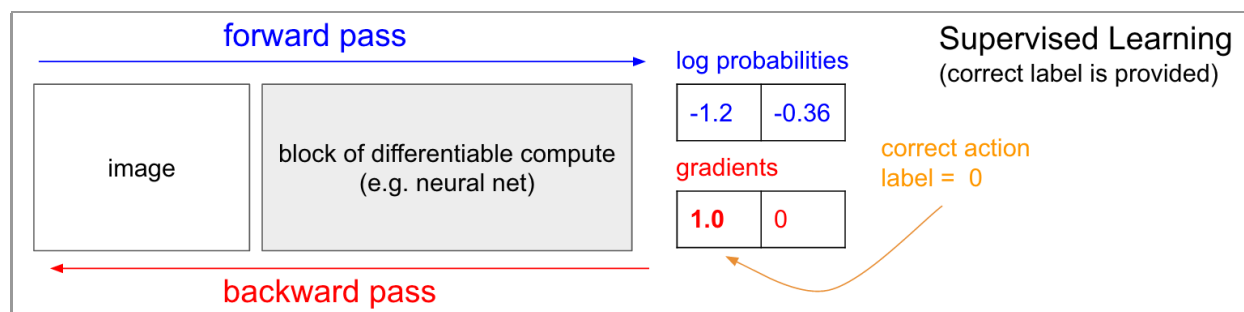 forward pass
Supervised Learning
(correct label is provided)
log probabilities
-1.2 -0.36
image
block of differentiable compute
(e.g. neural net)
correct action
label = 0
gradients
1.0 0
backward pass